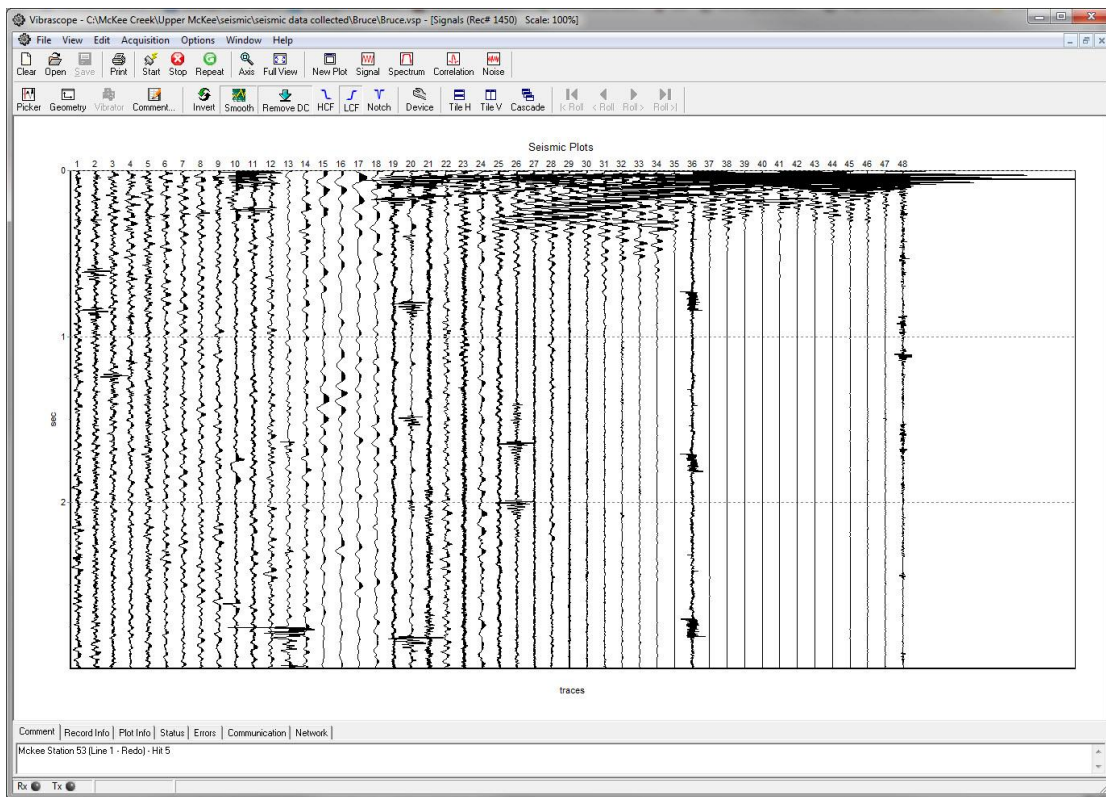 Vibrascope - C:\McKee Creek\Upper McKee\seismic\seismic data collected\Bruce\Bruce.vsp - [Signals (Rec# 1450)  Scale: 100%]
File View Edit Acquisition Options Window Help
Clear Open Save Print Start Stop Repeat Axis Full View New Plot Signal Spectrum Correlation Noise
Picker Geometry Vibrator Comment... Invert Smooth Remove DC HCF LCF Notch Device Tile H Tile V Cascade |< Roll < Roll Roll > Roll >|
Seismic Plots
1 2 3 4 5 6 7 8 9 10 11 12 13 14 15 16 17 18 19 20 21 22 23 24 25 26 27 28 29 30 31 32 33 34 35 36 37 38 39 40 41 42 43 44 45 46 47 48
0
1
sec
2
traces
Comment Record Info Plot Info Status Errors Communication Network
Mckee Station 53 (Line 1 - Redo) - Hit 5
Rx Tx